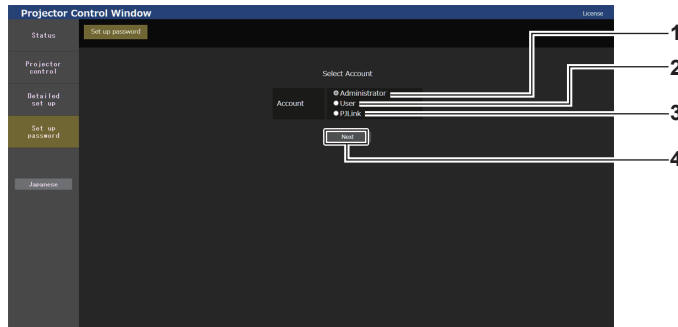 Projector Control Window
License
Status
Set up password
Projector
control
Detailed
set up
Set up
password
Japanese
Select Account
Account
Administrator
User
PJLink
Next
1
2
3
4